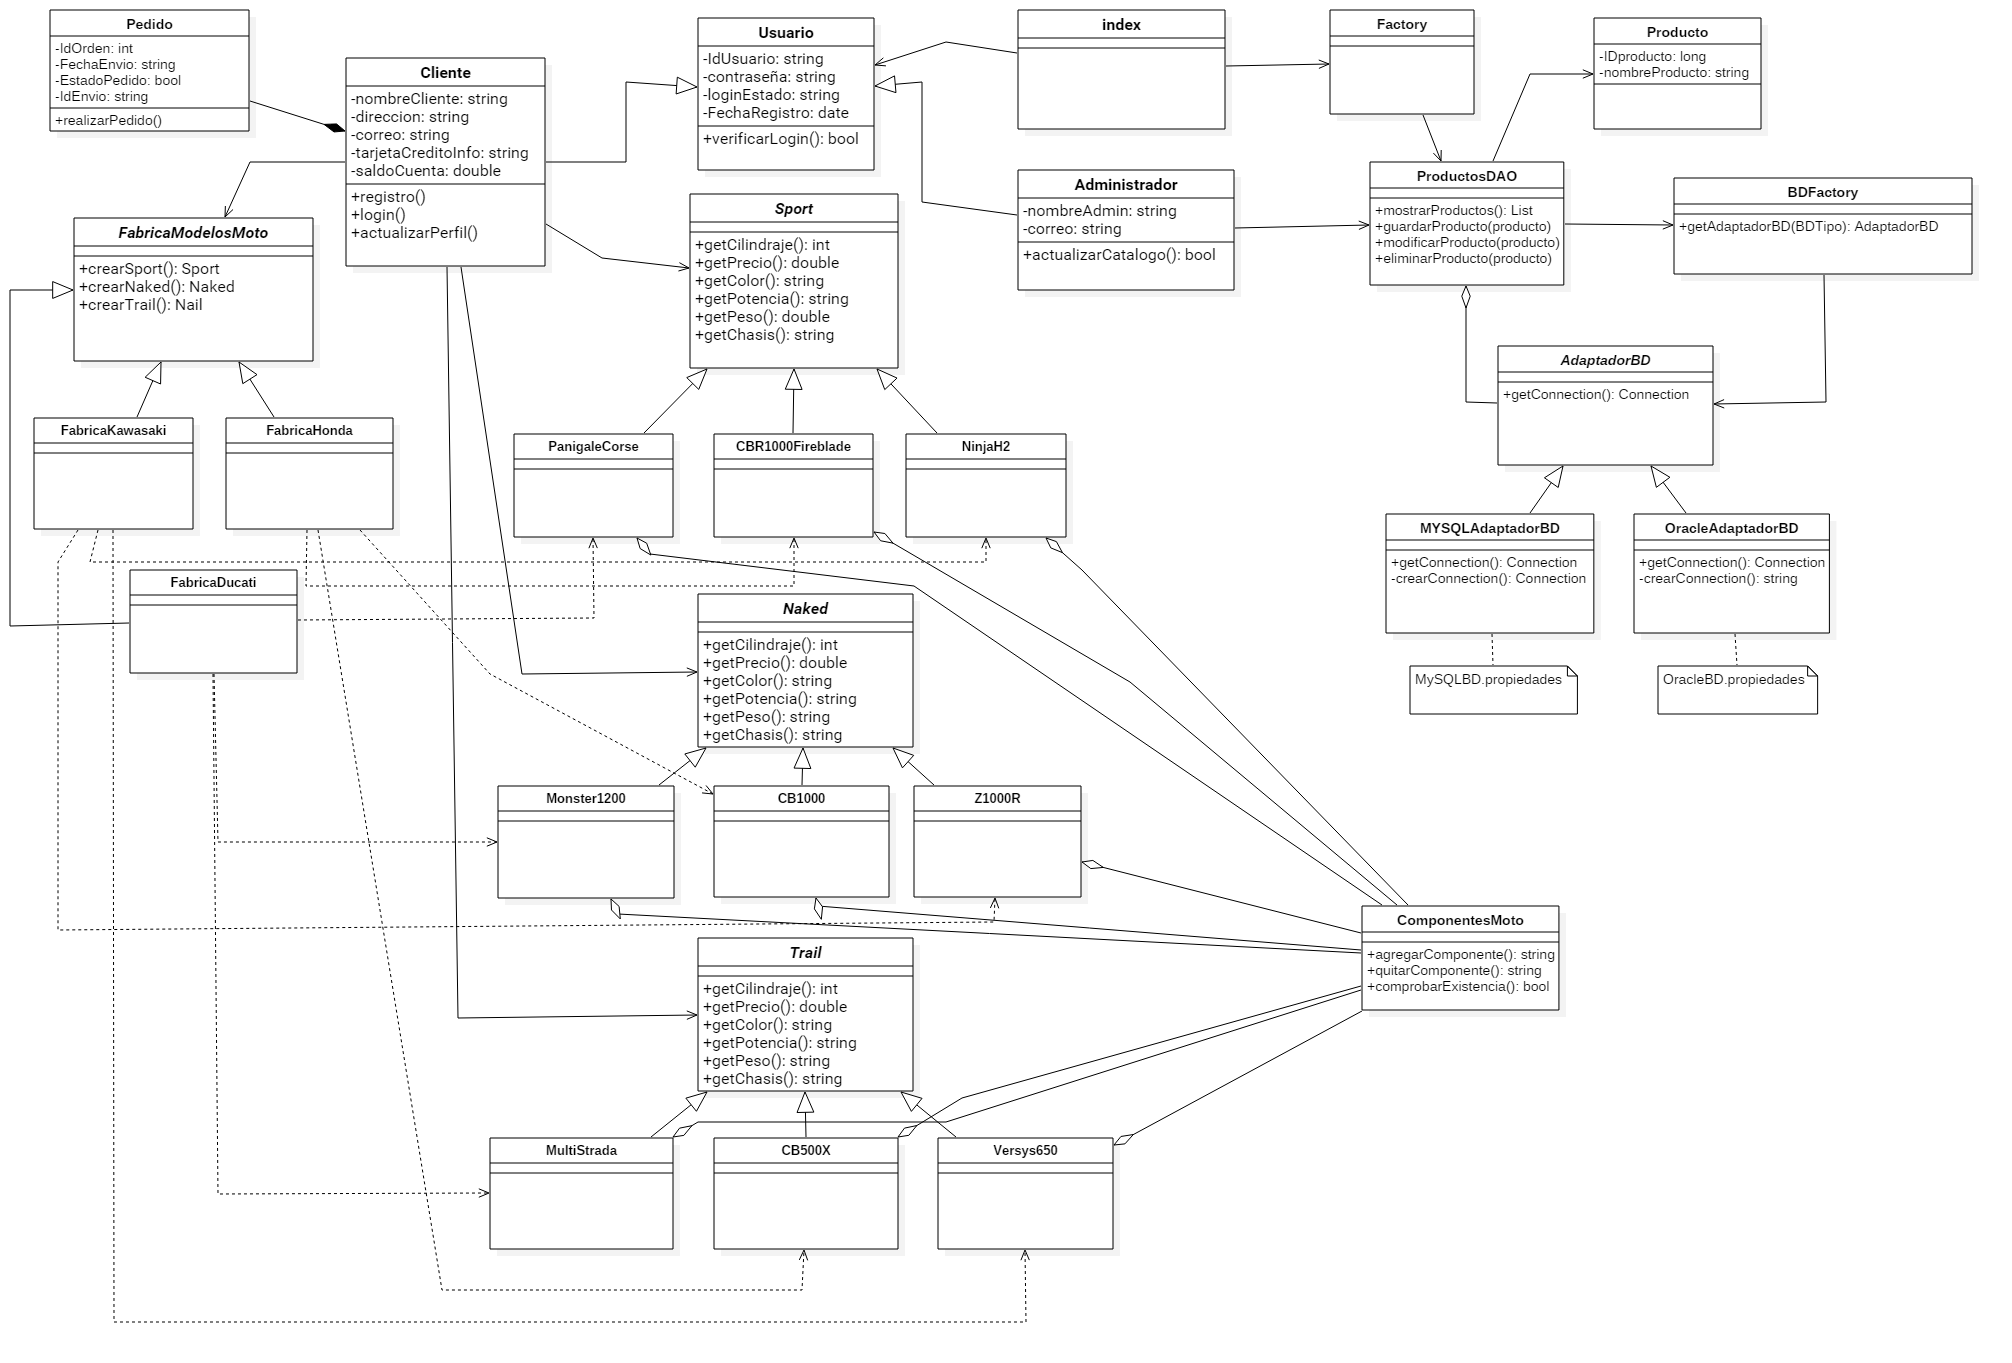 Pedido
-IdOrden: int
-FechaEnvio: string
-EstadoPedido: bool
-IdEnvio: string
+realizarPedido()
Cliente
-nombreCliente: string
-direccion: string
-correo: string
-tarjetaCreditoInfo: string
-saldoCuenta: double
+registro()
+login()
+actualizarPerfil()
Usuario
-IdUsuario: string
-contraseña: string
-loginEstado: string
-FechaRegistro: date
+verificarLogin(): bool
index
Factory
Producto
-IDproducto: long
-nombreProducto: string
Administrador
-nombreAdmin: string
-correo: string
+actualizarCatalogo(): bool
ProductosDAO
+mostrarProductos(): List
+guardarProducto(producto)
+modificarProducto(producto)
+eliminarProducto(producto)
BDFactory
+getAdaptadorBD(BDTipo): AdaptadorBD
FabricaModelosMoto
+crearSport(): Sport
+crearNaked(): Naked
+crearTrail(): Nail
Sport
+getCilindraje(): int
+getPrecio(): double
+getColor(): string
+getPotencia(): string
+getPeso(): double
+getChasis(): string
AdaptadorBD
+getConnection(): Connection
FabricaKawasaki
FabricaHonda
PanigaleCorse
CBR1000Fireblade
NinjaH2
MYSQLAdaptadorBD
+getConnection(): Connection
-crearConnection(): Connection
OracleAdaptadorBD
+getConnection(): Connection
-crearConnection(): string
FabricaDucati
Naked
+getCilindraje(): int
+getPrecio(): double
+getColor(): string
+getPotencia(): string
+getPeso(): string
+getChasis(): string
MySQLBD.propiedades
OracleBD.propiedades
Monster1200
CB1000
Z1000R
ComponentesMoto
+agregarComponente(): string
+quitarComponente(): string
+comprobarExistencia(): bool
Trail
+getCilindraje(): int
+getPrecio(): double
+getColor(): string
+getPotencia(): string
+getPeso(): string
+getChasis(): string
MultiStrada
CB500X
Versys650